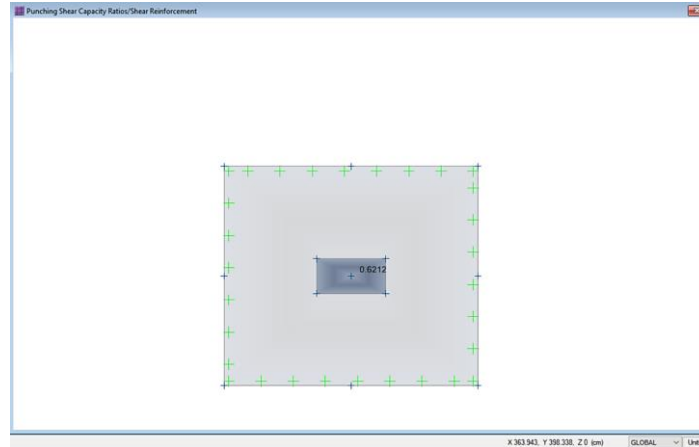 Punching Shear Capacity Ratios/Shear Reinforcement
0.6212
X 363.943, Y 398.338, Z 0 (cm) GLOBAL